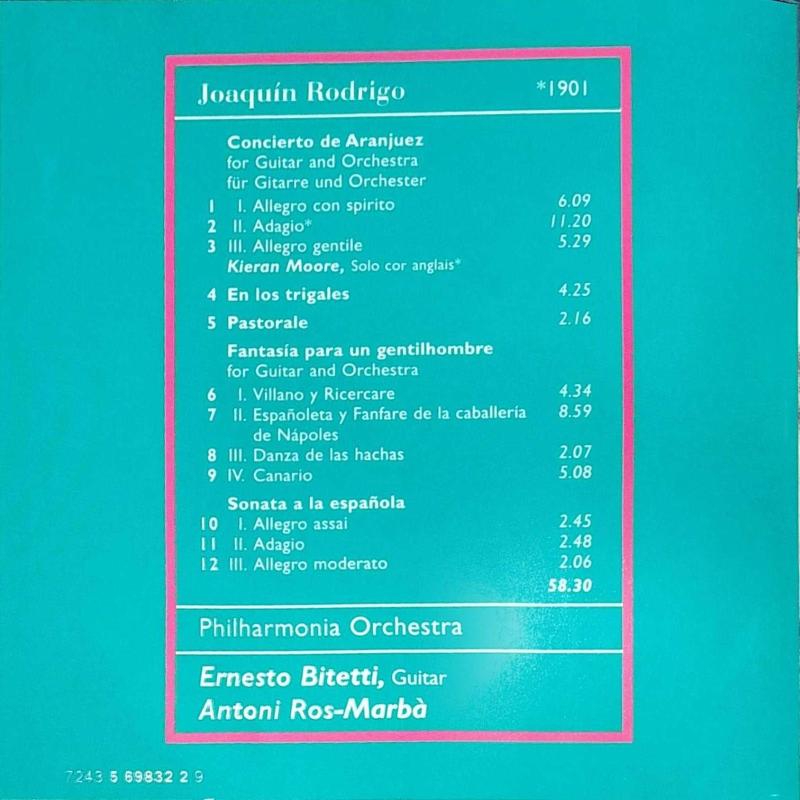 Joaquín Rodrigo *1901
Concierto de Aranjuez
for Guitar and Orchestra
für Gitarre und Orchester
1 I. Allegro con spirito 6.09
2 II. Adagio* 11.20
3 III. Allegro gentile 5.29
Kieran Moore, Solo cor anglais*
4 En los trigales 4.25
5 Pastorale 2.16
Fantasía para un gentilhombre
for Guitar and Orchestra
6 I. Villano y Ricercare 4.34
7 II. Españoleta y Fanfare de la caballería 8.59
de Nápoles
8 III. Danza de las hachas 2.07
9 IV. Canario 5.08
Sonata a la española
10 I. Allegro assai 2.45
11 II. Adagio 2.48
12 III. Allegro moderato 2.06
58.30
Philharmonia Orchestra
Ernesto Bitetti, Guitar
Antoni Ros-Marbà
7243 5 69832 2 9